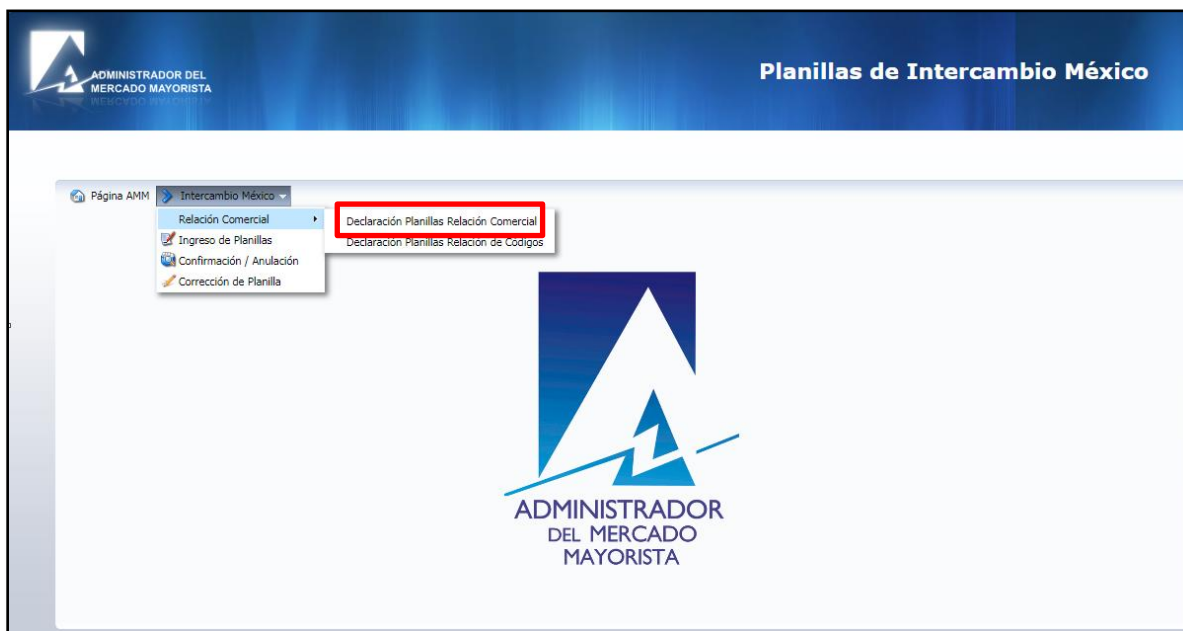 ADMINISTRADOR DEL
MERCADO MAYORISTA
Planillas de Intercambio México
Página AMM
Intercambio México
Relación Comercial
Declaración Planillas Relación Comercial
Ingreso de Planillas
Declaración Planillas Relación de Códigos
Confirmación / Anulación
Corrección de Planilla
ADMINISTRADOR
DEL MERCADO
MAYORISTA